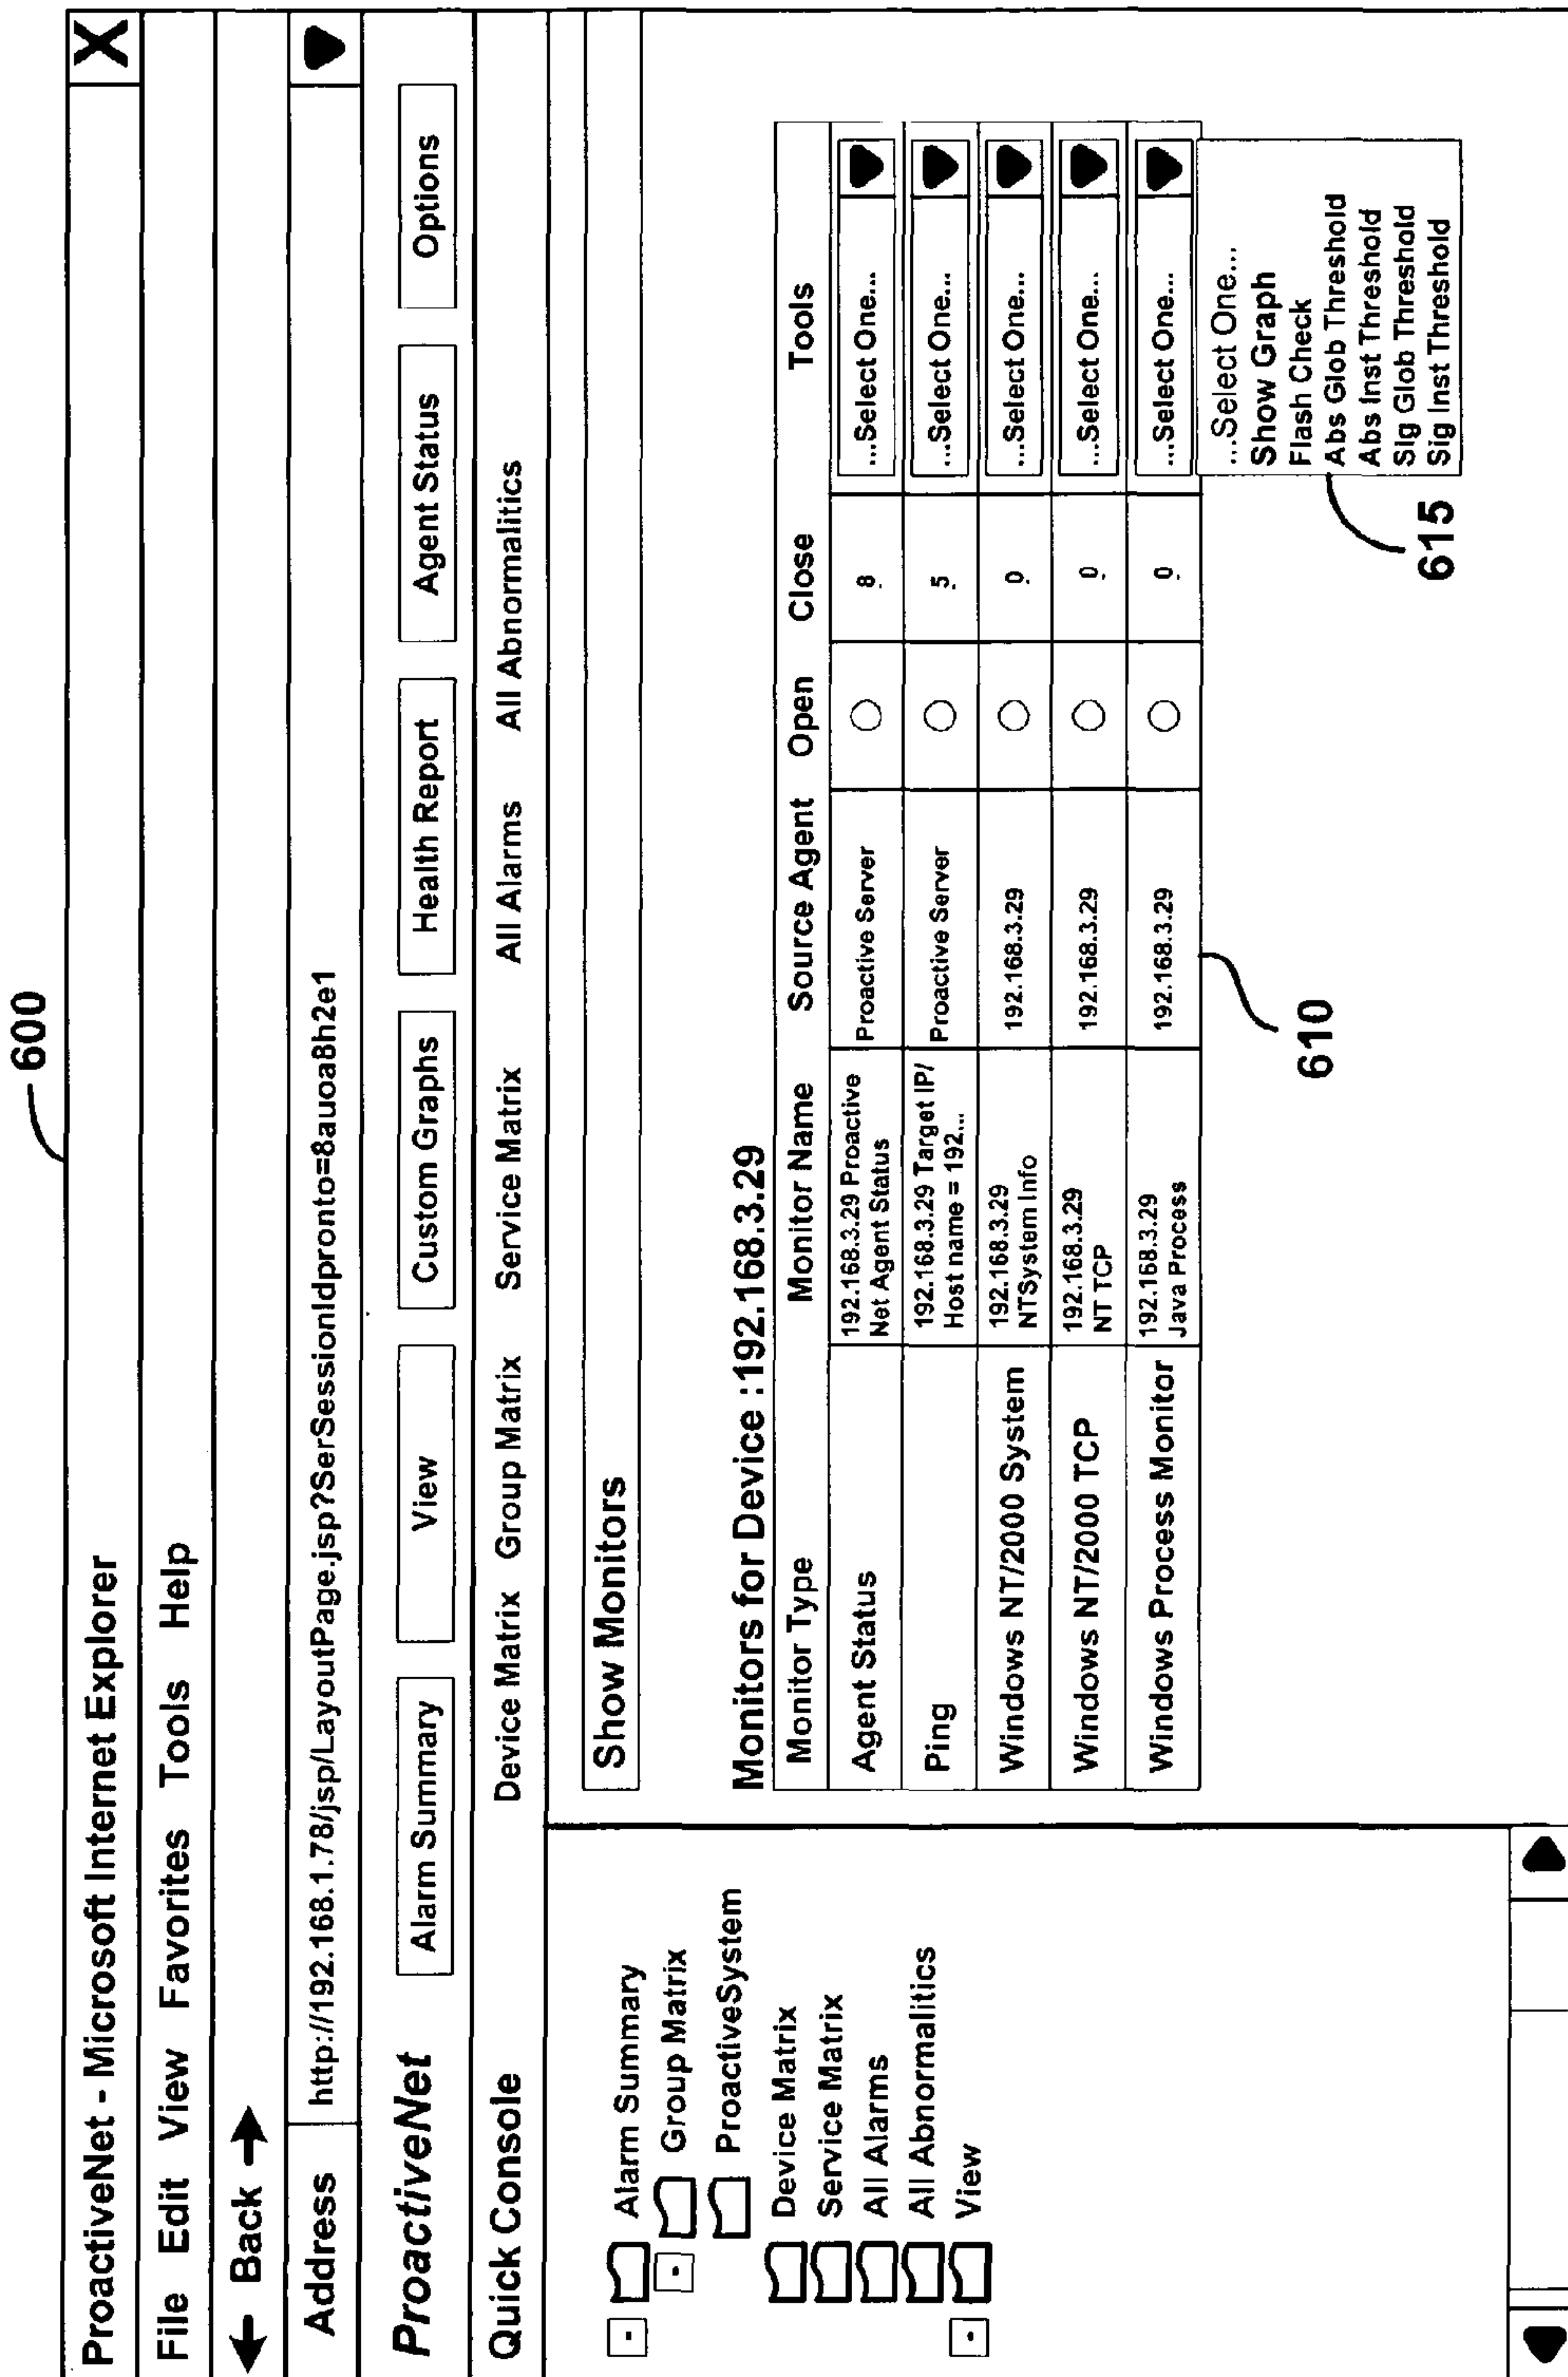 600
ProactiveNet - Microsoft Internet Explorer
X
File Edit View Favorites Tools Help
Back
Address http://192.168.1.78/jsp/LayoutPage.jsp?SerSessionIdpronto=8auoa8h2e1
ProactiveNet Alarm Summary View Custom Graphs Health Report Agent Status Options
Quick Console Device Matrix Group Matrix Service Matrix All Alarms All Abnormalitics
Alarm Summary
Group Matrix
ProactiveSystem
Device Matrix
Service Matrix
All Alarms
All Abnormalitics
View
Show Monitors
Monitors for Device :192.168.3.29
Monitor Type Monitor Name Source Agent Open Close Tools
Agent Status 192.168.3.29 Proactive Net Agent Status Proactive Server 8 ...Select One...
Ping 192.168.3.29 Target IP/ Host name = 192... Proactive Server 5 ...Select One...
Windows NT/2000 System 192.168.3.29 NTSystem Info 192.168.3.29 0 ...Select One...
Windows NT/2000 TCP 192.168.3.29 NT TCP 192.168.3.29 0 ...Select One...
Windows Process Monitor 192.168.3.29 Java Process 192.168.3.29 0 ...Select One...
...Select One...
Show Graph
Flash Check
Abs Glob Threshold
Abs Inst Threshold
Sig Glob Threshold
Sig Inst Threshold
610
615